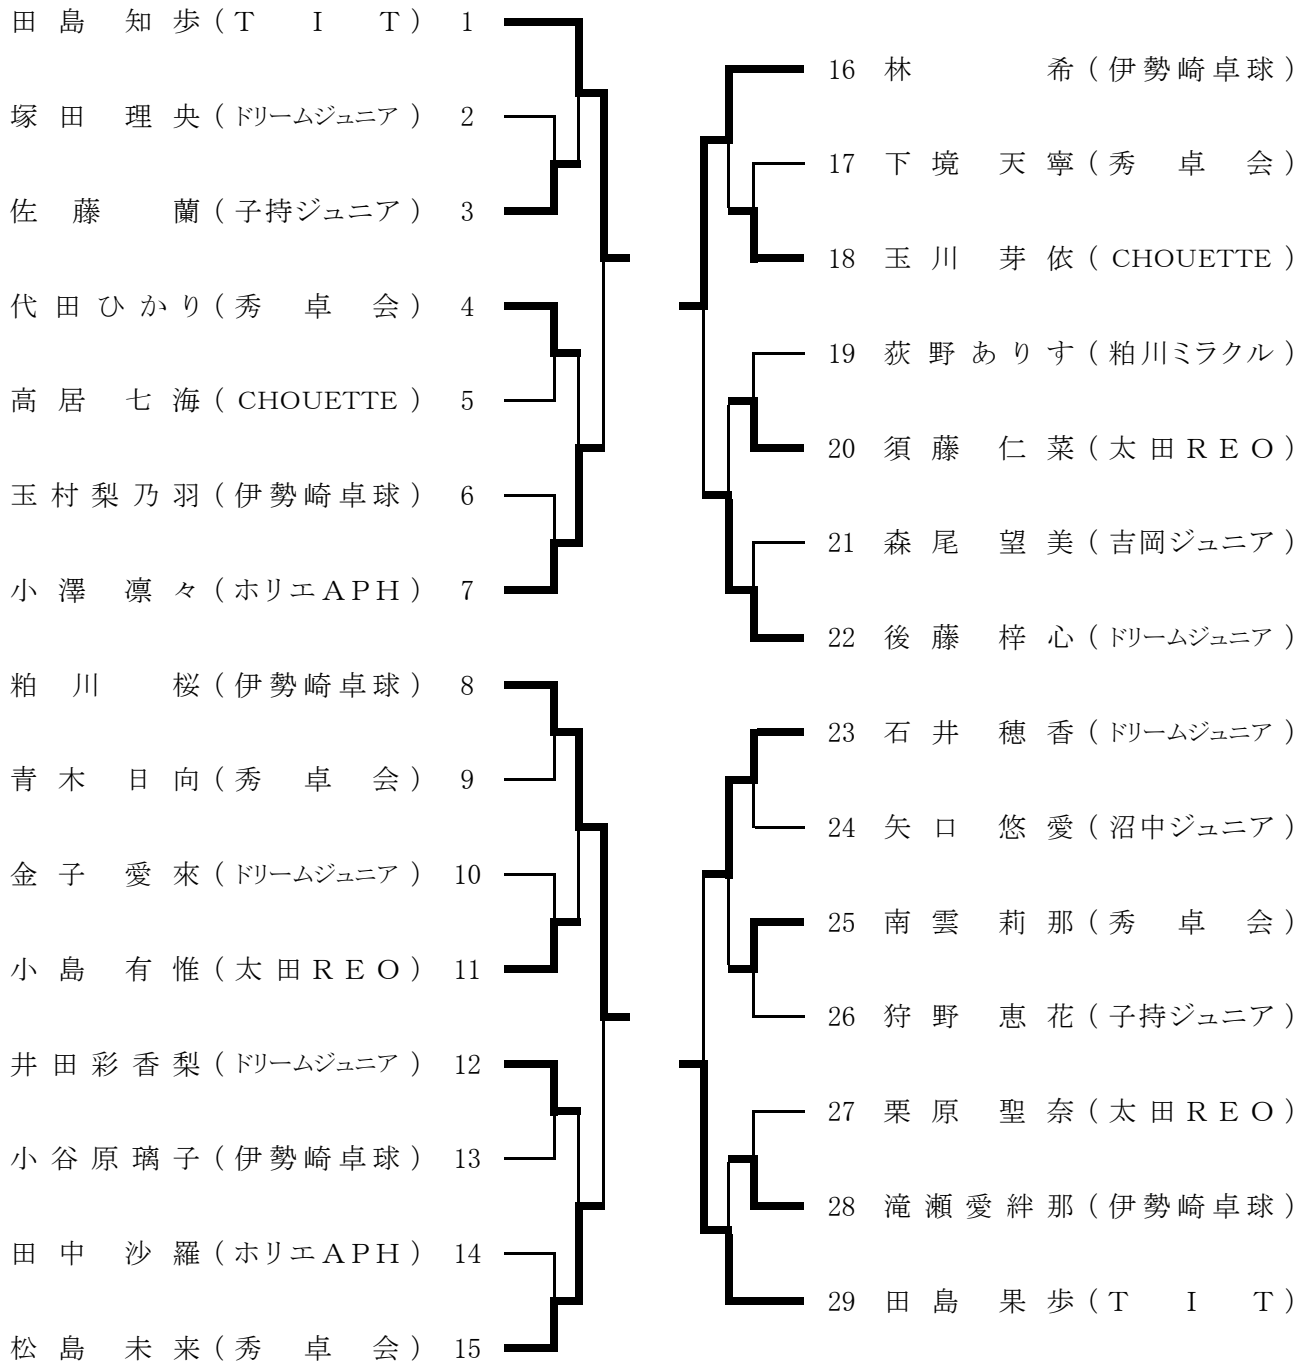 田島 知歩 (T I T) 1
塚田 理央 (ドリームジュニア) 2
佐藤 蘭 (子持ジュニア) 3
代田ひかり (秀卓会) 4
高居 七海 (CHOUETTE) 5
玉村梨乃羽 (伊勢崎卓球) 6
小澤 凛々 (ホリエAPH) 7
粕川 桜 (伊勢崎卓球) 8
青木 日向 (秀卓会) 9
金子 愛來 (ドリームジュニア) 10
小島 有惟 (太田REO) 11
井田彩香梨 (ドリームジュニア) 12
小谷原璃子 (伊勢崎卓球) 13
田中 沙羅 (ホリエAPH) 14
松島 未来 (秀卓会) 15
16 林 希 (伊勢崎卓球)
17 下境 天寧 (秀卓会)
18 玉川 芽依 (CHOUETTE)
19 荻野ありす (粕川ミラクル)
20 須藤 仁菜 (太田REO)
21 森尾 望美 (吉岡ジュニア)
22 後藤 梓心 (ドリームジュニア)
23 石井 穂香 (ドリームジュニア)
24 矢口 悠愛 (沼中ジュニア)
25 南雲 莉那 (秀卓会)
26 狩野 恵花 (子持ジュニア)
27 栗原 聖奈 (太田REO)
28 滝瀬愛絆那 (伊勢崎卓球)
29 田島 果歩 (T I T)